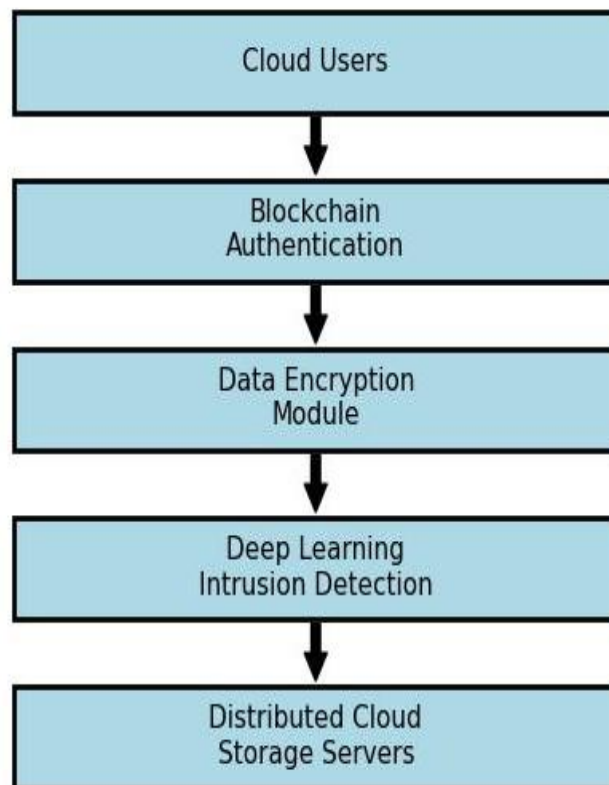 Cloud Users
Blockchain
Authentication
Data Encryption
Module
Deep Learning
Intrusion Detection
Distributed Cloud
Storage Servers